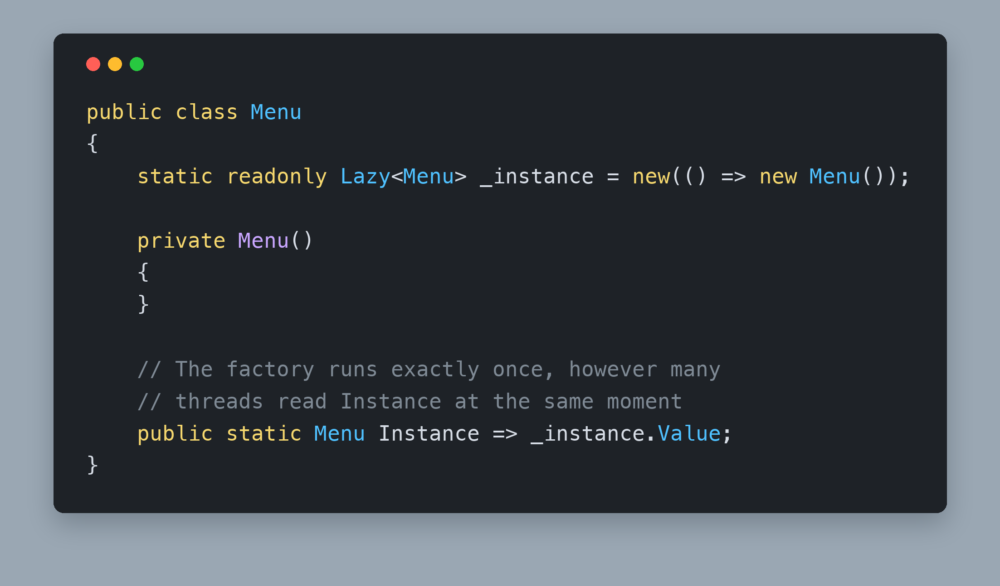 public class Menu
{
    static readonly Lazy<Menu> _instance = new(() => new Menu());

    private Menu()
    {
    }

    // The factory runs exactly once, however many
    // threads read Instance at the same moment
    public static Menu Instance => _instance.Value;
}